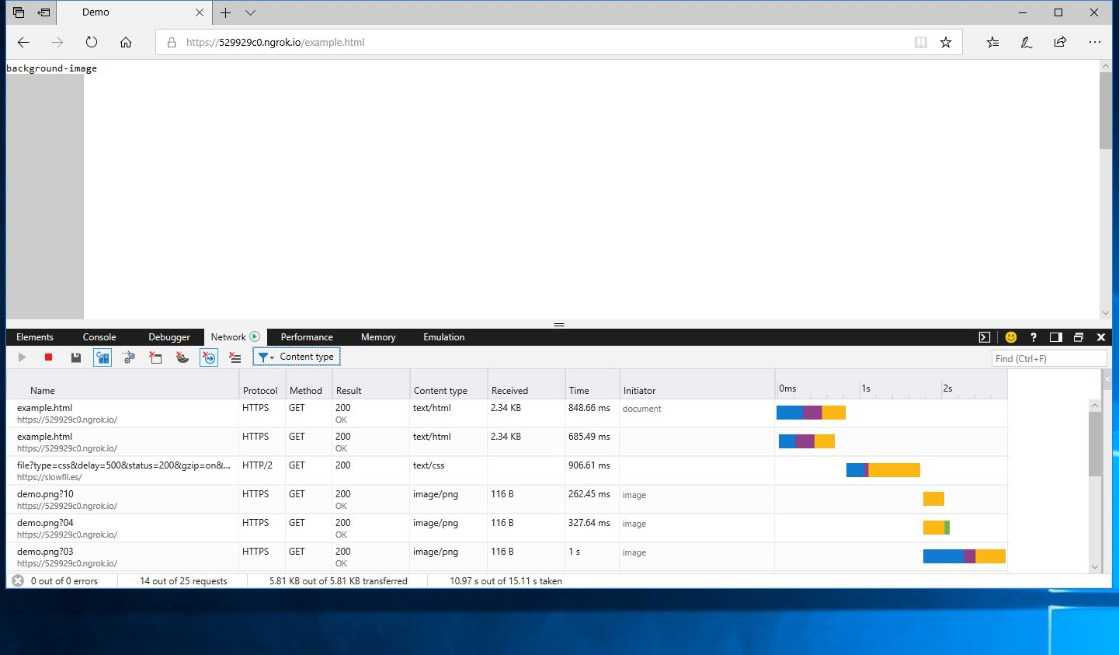 Demo
https://529929c0.ngrok.io/example.html
background-image
Elements Console Debugger Network Performance Memory Emulation
Content type
Find (Ctrl+F)
Name Protocol Method Result Content type Received Time Initiator 0ms 1s 2s
example.html HTTPS GET 200 text/html 2.34 KB 848.66 ms document
https://529929c0.ngrok.io/ OK
example.html HTTPS GET 200 text/html 2.34 KB 685.49 ms
https://529929c0.ngrok.io/ OK
file?type=css&delay=500&status=200&gzip=on&... HTTP/2 GET 200 text/css 906.61 ms
https://slowfil.es/
demo.png?10 HTTPS GET 200 image/png 116 B 262.45 ms image
https://529929c0.ngrok.io/ OK
demo.png?04 HTTPS GET 200 image/png 116 B 327.64 ms image
https://529929c0.ngrok.io/ OK
demo.png?03 HTTPS GET 200 image/png 116 B 1 s image
https://529929c0.ngrok.io/ OK
0 out of 0 errors 14 out of 25 requests 5.81 KB out of 5.81 KB transferred 10.97 s out of 15.11 s taken